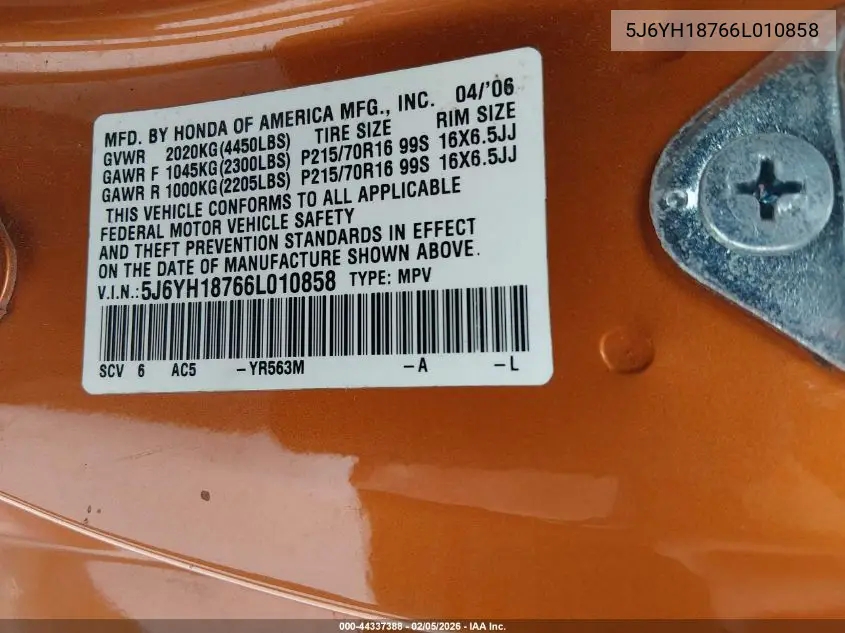 5J6YH18766L010858
MFD. BY HONDA OF AMERICA MFG., INC. 04/'06
GVWR 2020KG(4450LBS) TIRE SIZE RIM SIZE
GAWR F 1045KG(2300LBS) P215/70R16 99S 16X6.5JJ
GAWR R 1000KG(2205LBS) P215/70R16 99S 16X6.5JJ
THIS VEHICLE CONFORMS TO ALL APPLICABLE
FEDERAL MOTOR VEHICLE SAFETY
AND THEFT PREVENTION STANDARDS IN EFFECT
ON THE DATE OF MANUFACTURE SHOWN ABOVE.
V.I.N.: 5J6YH18766L010858 TYPE: MPV
SCV 6 AC5 -YR563M -A -L
000-44337388 - 02/05/2026 - IAA Inc.